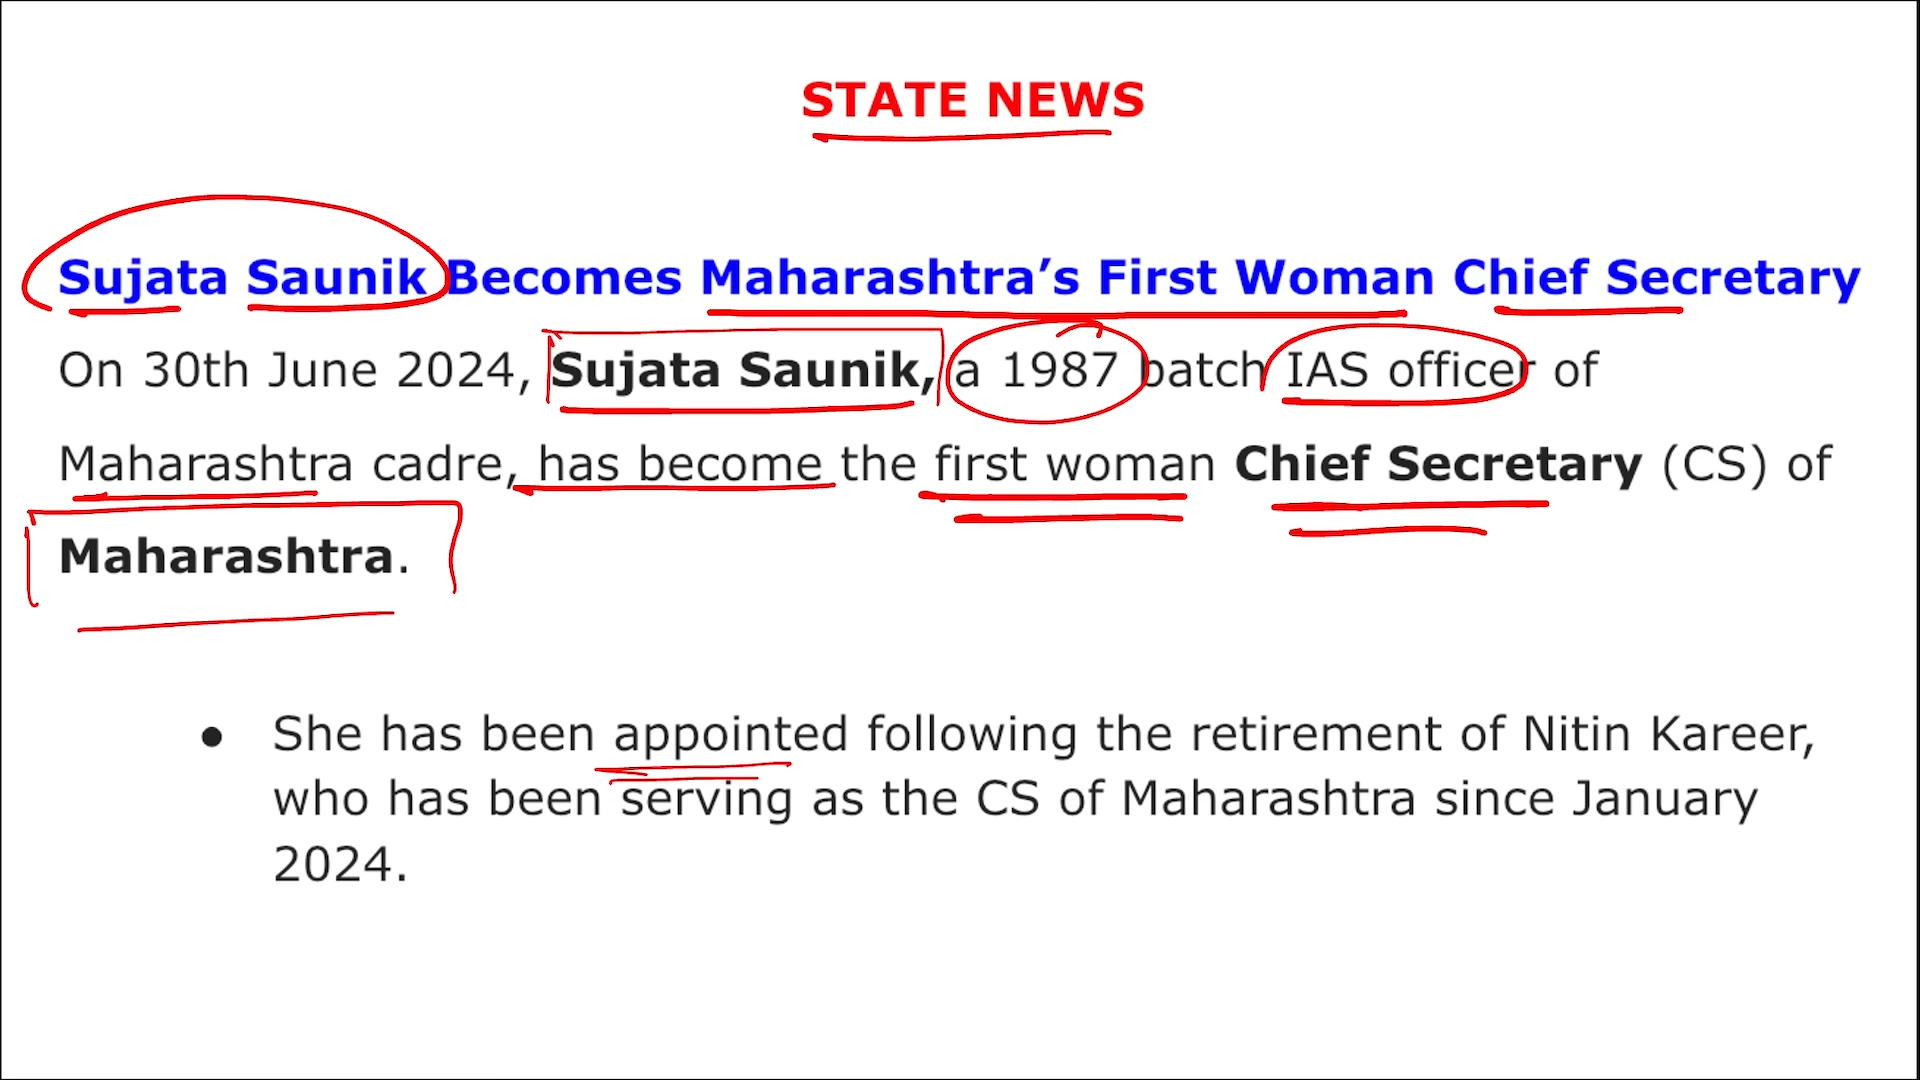 STATE NEWS
Sujata Saunik Becomes Maharashtra’s First Woman Chief Secretary
On 30th June 2024, Sujata Saunik, a 1987 batch IAS officer of
Maharashtra cadre, has become the first woman Chief Secretary (CS) of
Maharashtra.
● She has been appointed following the retirement of Nitin Kareer,
who has been serving as the CS of Maharashtra since January
2024.